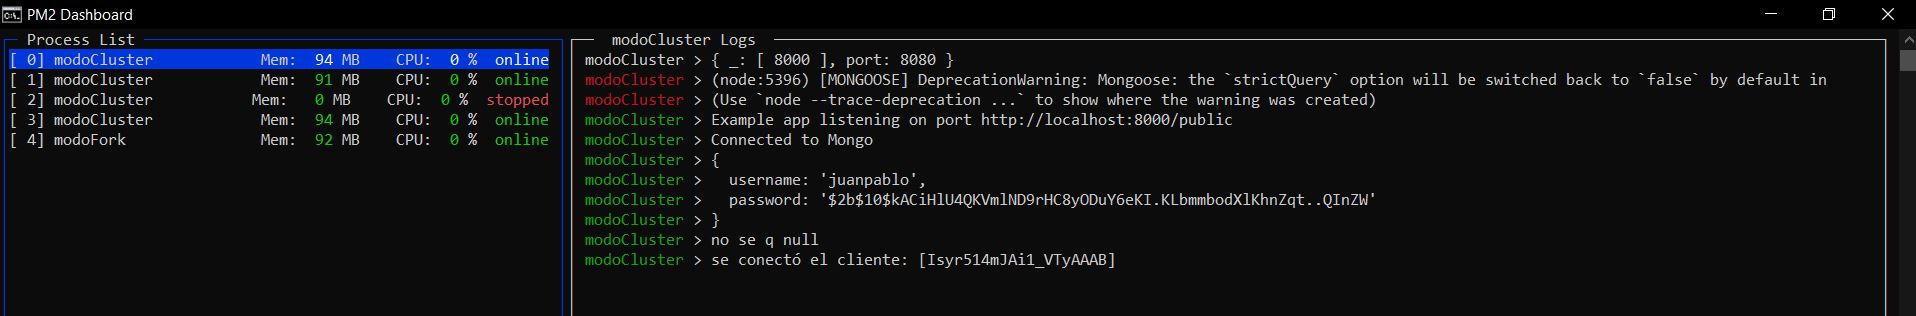 PM2 Dashboard
Process List
[ 0] modoCluster Mem: 94 MB CPU: 0 % online
[ 1] modoCluster Mem: 91 MB CPU: 0 % online
[ 2] modoCluster Mem: 0 MB CPU: 0 % stopped
[ 3] modoCluster Mem: 94 MB CPU: 0 % online
[ 4] modoFork Mem: 92 MB CPU: 0 % online
modoCluster Logs
modoCluster > { _: [ 8000 ], port: 8080 }
modoCluster > (node:5396) [MONGOOSE] DeprecationWarning: Mongoose: the `strictQuery` option will be switched back to `false` by default in
modoCluster > (Use `node --trace-deprecation ...` to show where the warning was created)
modoCluster > Example app listening on port http://localhost:8000/public
modoCluster > Connected to Mongo
modoCluster > {
modoCluster > username: 'juanpablo',
modoCluster > password: '$2b$10$kACiHlU4QKVmlND9rHC8yODuY6eKI.KLbmmbodXlKhnZqt..QInZW'
modoCluster > }
modoCluster > no se q null
modoCluster > se conectó el cliente: [Isyr514mJAi1_VTyAAAB]